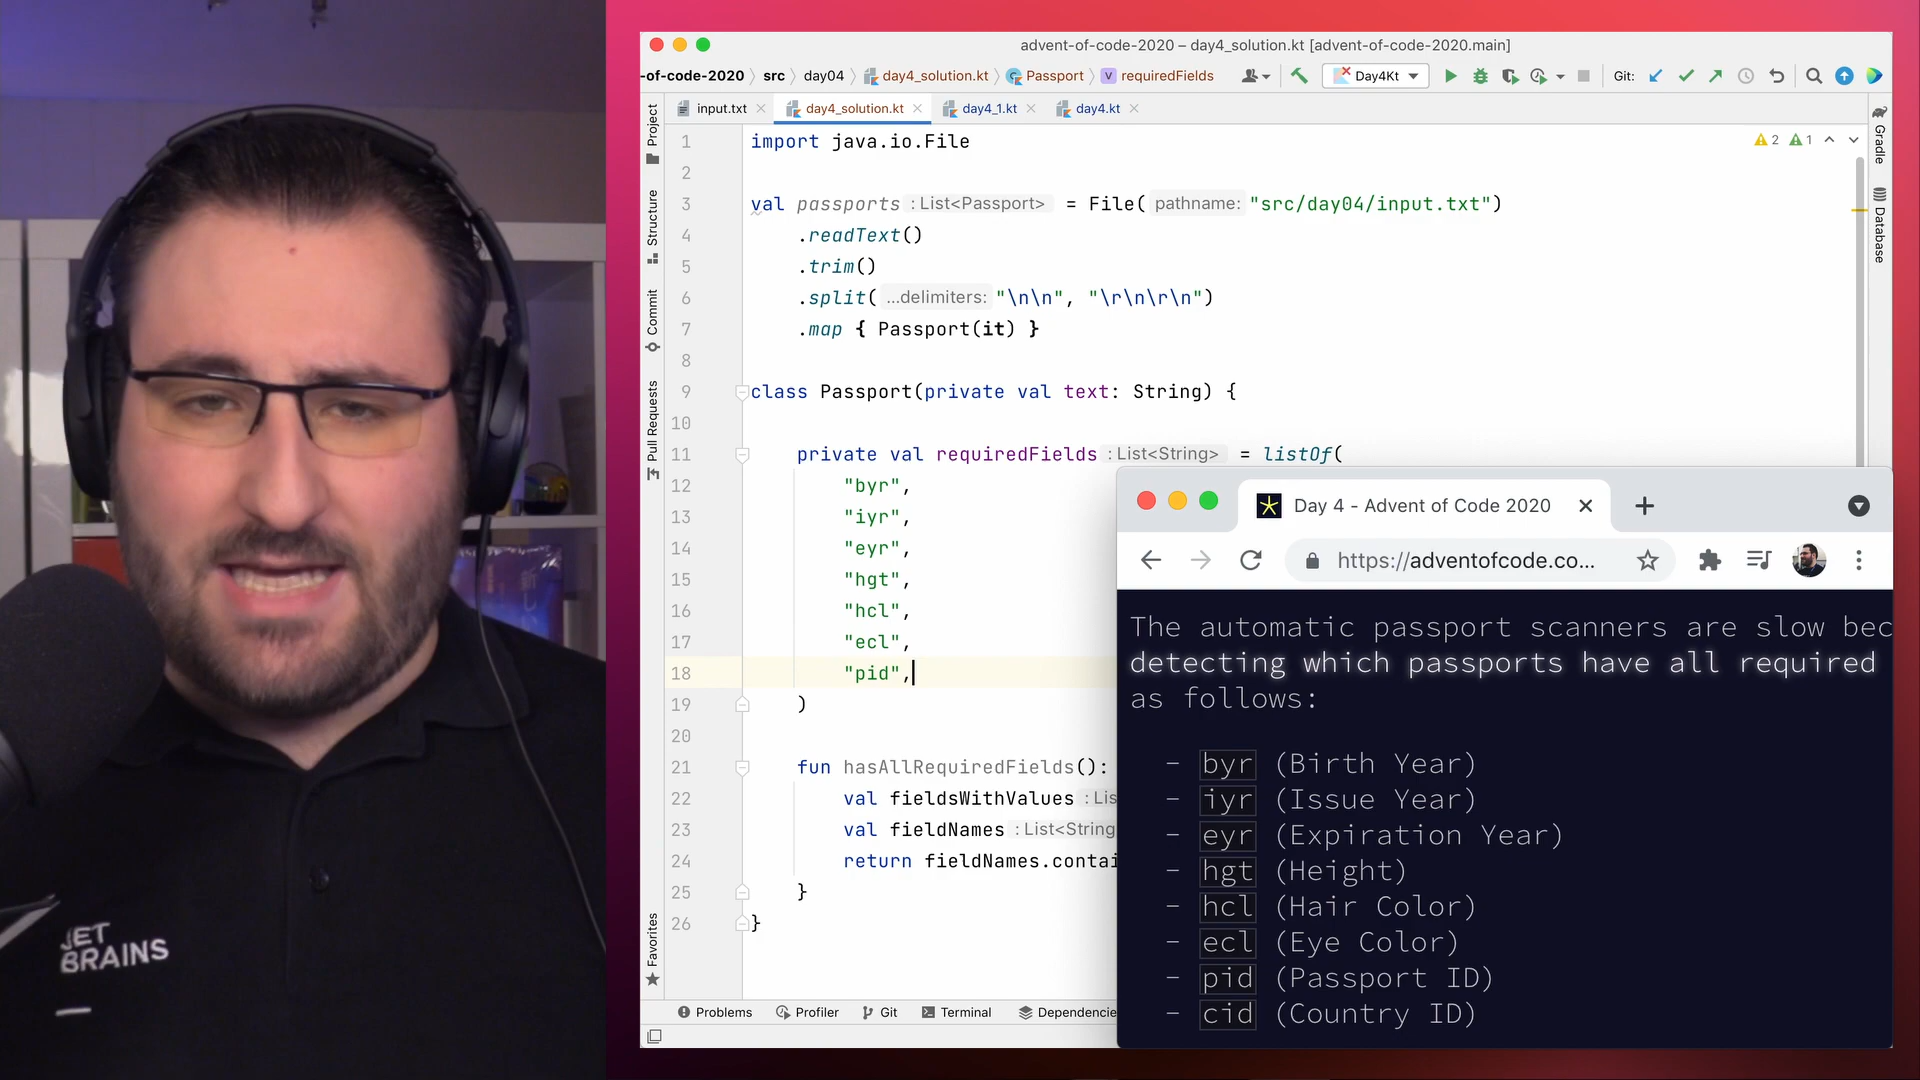 JET
BRAINS
advent-of-code-2020 – day4_solution.kt [advent-of-code-2020.main]
-of-code-2020 src day04 day4_solution.kt Passport requiredFields Day4Kt Git:
input.txt day4_solution.kt day4_1.kt day4.kt
Project
Structure
Commit
Pull Requests
Favorites
Gradle
Database
2 1
1 import java.io.File
2
3 val passports : List<Passport> = File( pathname: "src/day04/input.txt")
4 .readText()
5 .trim()
6 .split( ...delimiters: "\n\n", "\r\n\r\n")
7 .map { Passport(it) }
8
9 class Passport(private val text: String) {
10
11 private val requiredFields : List<String> = listOf(
12 "byr",
13 "iyr",
14 "eyr",
15 "hgt",
16 "hcl",
17 "ecl",
18 "pid",
19 )
20
21 fun hasAllRequiredFields():
22 val fieldsWithValues : Lis
23 val fieldNames : List<String
24 return fieldNames.contai
25 }
26 }
Problems Profiler Git Terminal Dependencie
Day 4 - Advent of Code 2020
https://adventofcode.co...
The automatic passport scanners are slow bec
detecting which passports have all required
as follows:
- byr (Birth Year)
- iyr (Issue Year)
- eyr (Expiration Year)
- hgt (Height)
- hcl (Hair Color)
- ecl (Eye Color)
- pid (Passport ID)
- cid (Country ID)